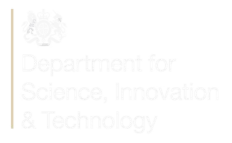 Department for
Science, Innovation
& Technology